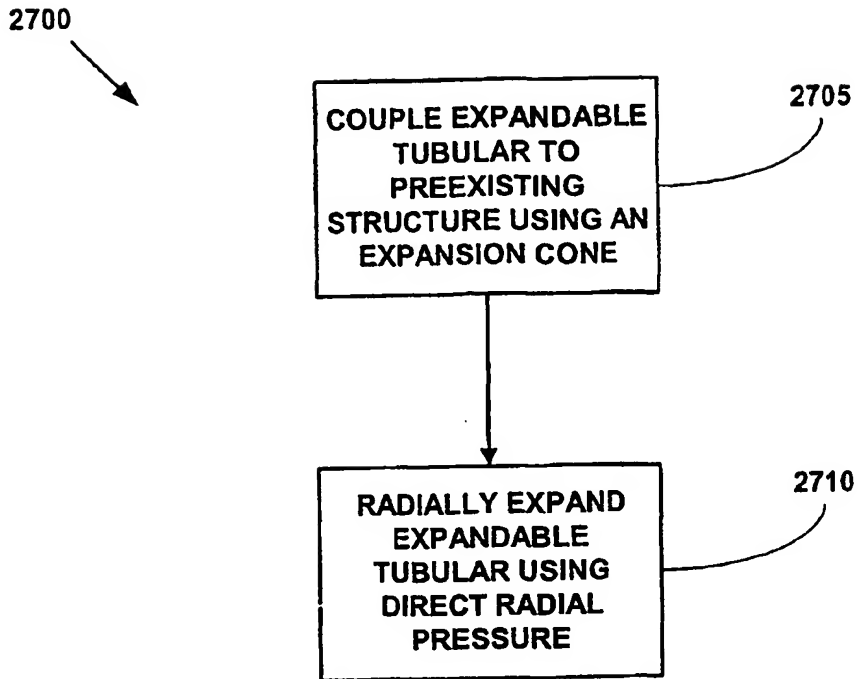 2700
2705
COUPLE EXPANDABLE
TUBULAR TO
PREEXISTING
STRUCTURE USING AN
EXPANSION CONE
2710
RADIALLY EXPAND
EXPANDABLE
TUBULAR USING
DIRECT RADIAL
PRESSURE